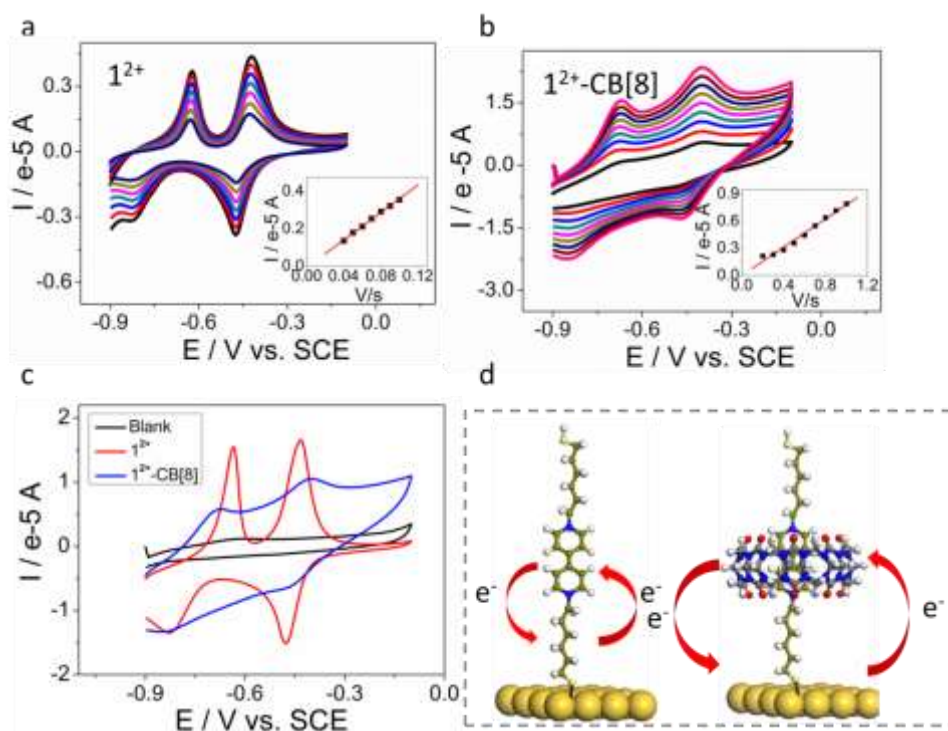 a
1²⁺
I / e-5 A
0.3
0.0
-0.3
-0.6
-0.9 -0.6 -0.3 0.0
E / V vs. SCE
I / e-5 A
0.4
0.2
0.0
0.00 0.04 0.08 0.12
V/s
b
1²⁺-CB[8]
I / e -5 A
1.5
0.0
-1.5
-3.0
-0.9 -0.6 -0.3 0.0
E / V vs. SCE
I / e-5 A
0.9
0.6
0.3
0.0
0.0 0.4 0.8 1.2
V/s
c
Blank
1²⁺
1²⁺-CB[8]
I / e-5 A
2
1
0
-1
-2
-0.9 -0.6 -0.3 0.0
E / V vs. SCE
d
e⁻
e⁻
e⁻
e⁻